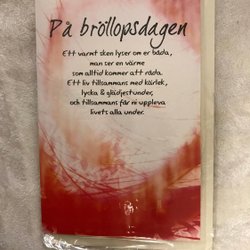 På bröllopsdagen
Ett varmt sken lyser om er båda,
man ser en värme
som alltid kommer att råda.
Ett liv tillsammans med kärlek,
lycka & glädjestunder,
och tillsammans får ni uppleva
livets alla under.